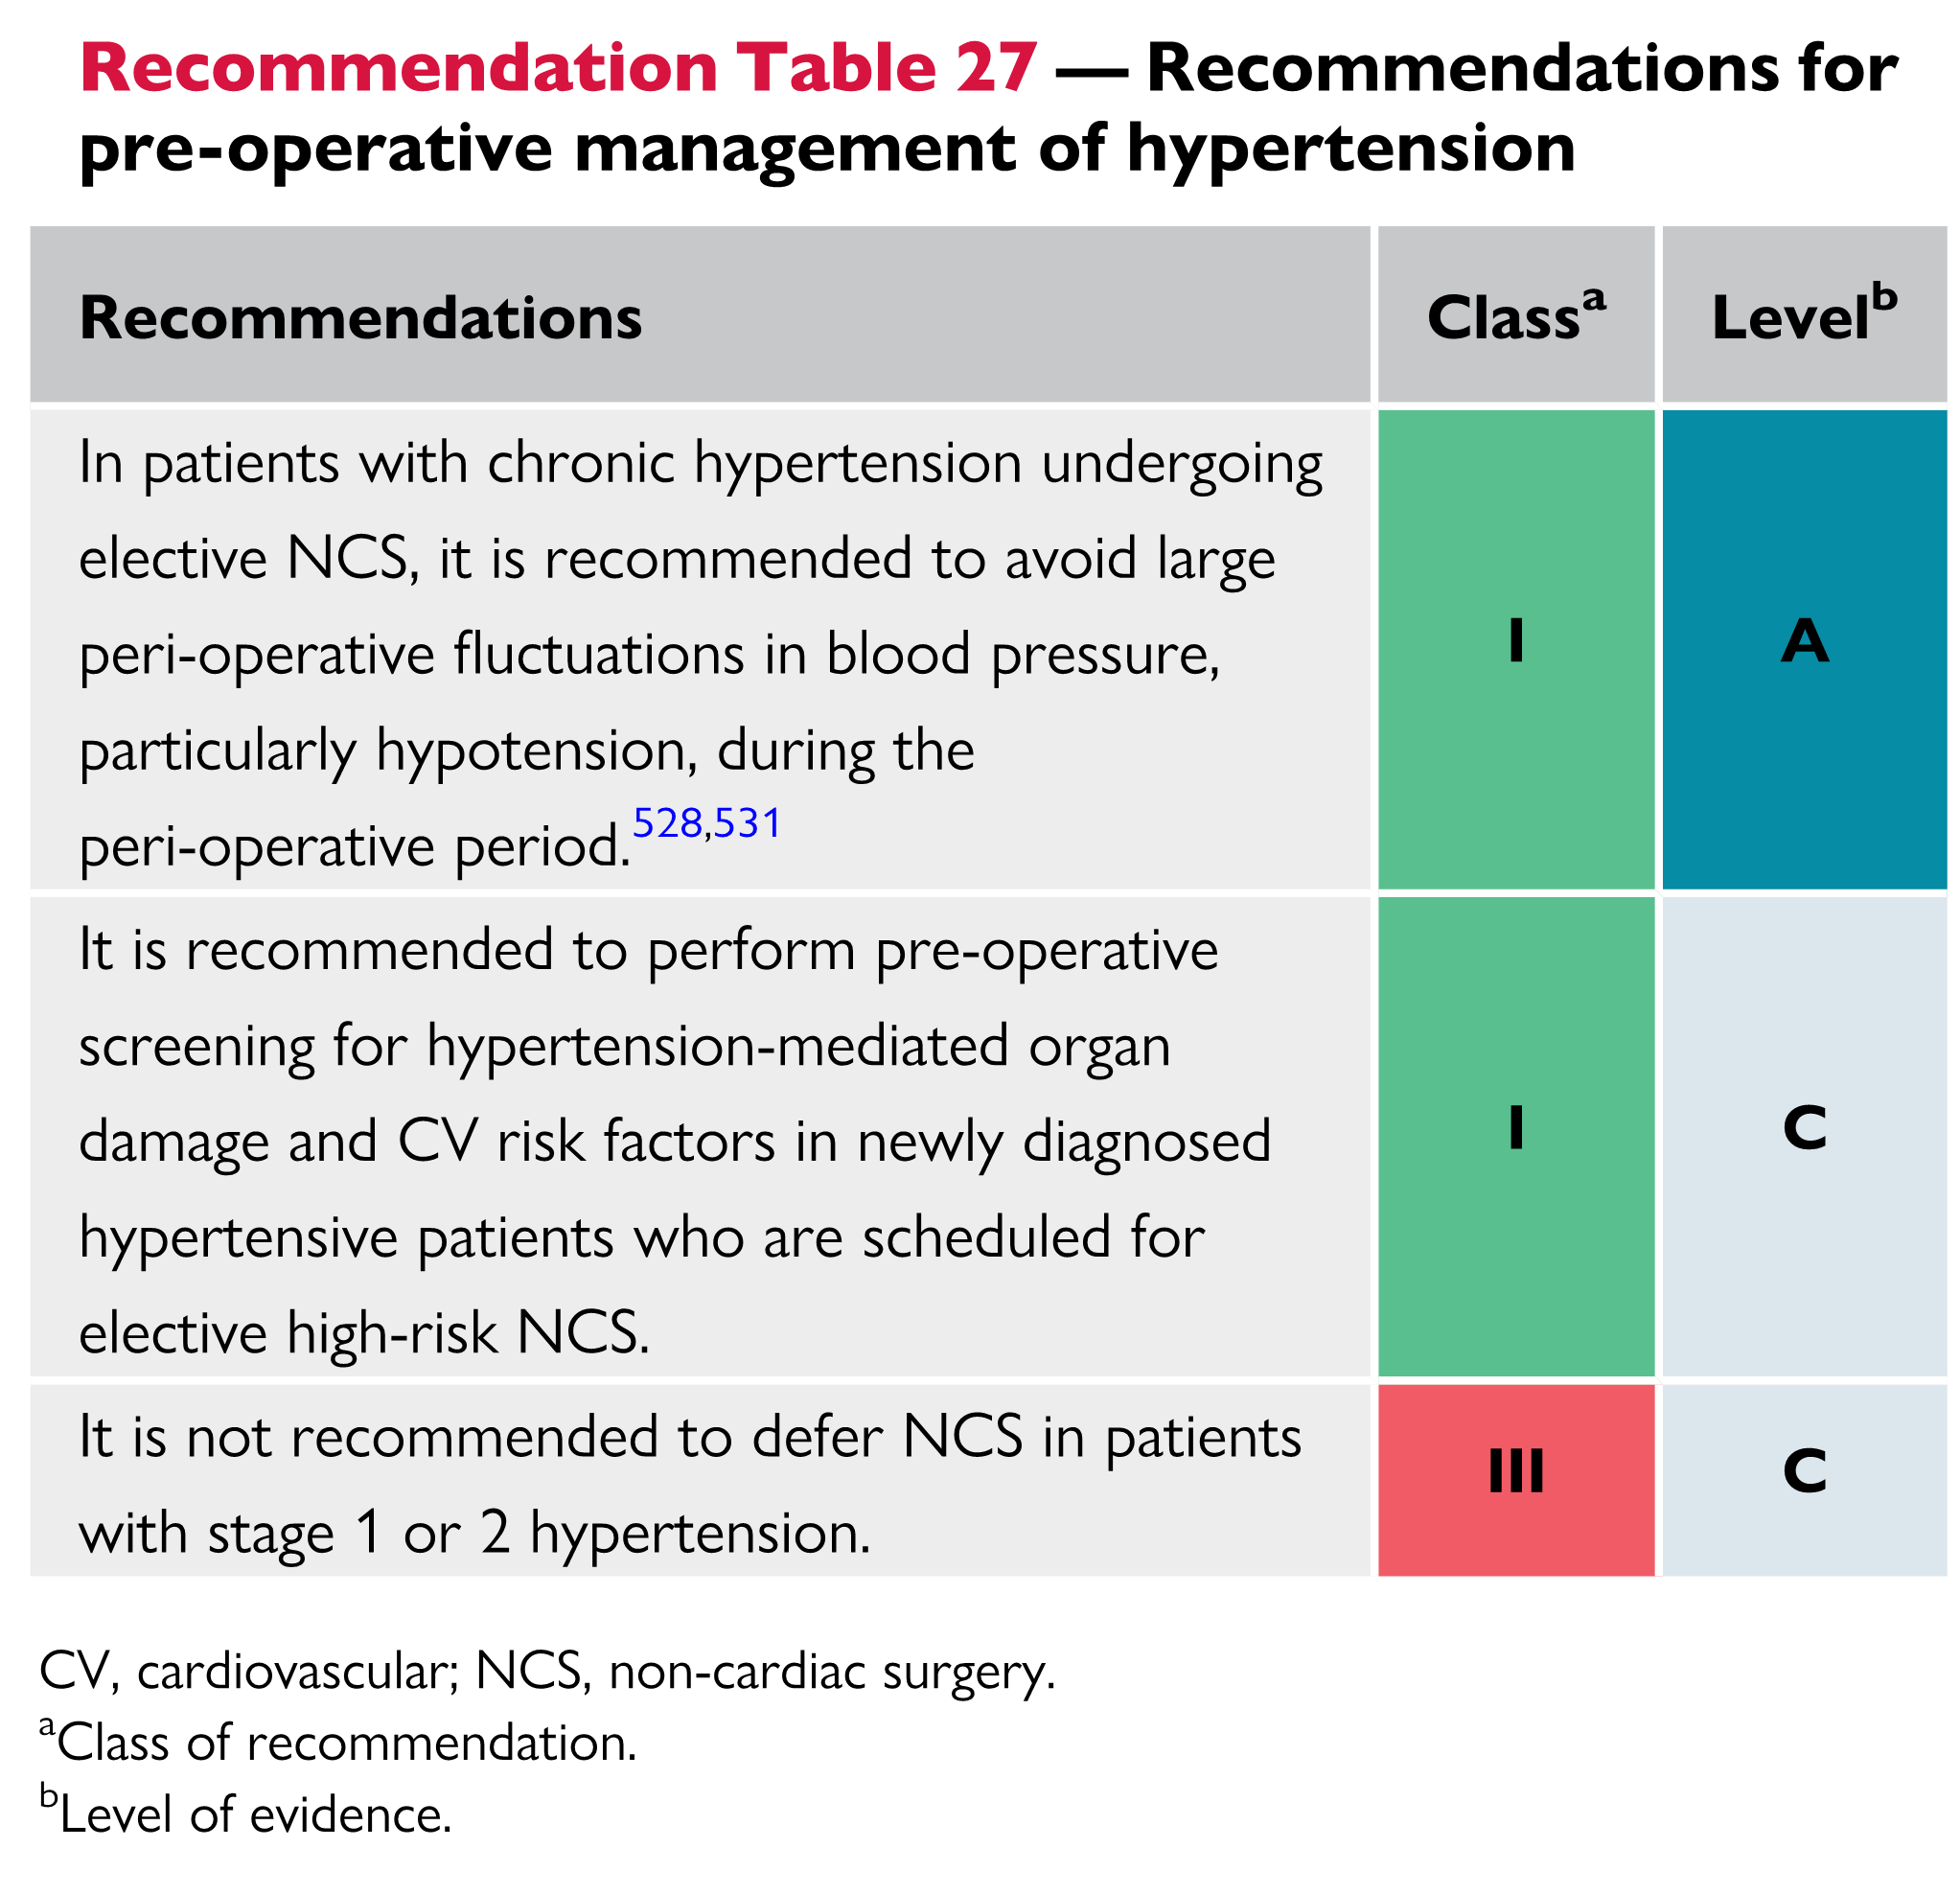 Recommendation Table 27 — Recommendations for
pre-operative management of hypertension
Recommendations Classa Levelb
In patients with chronic hypertension undergoing
elective NCS, it is recommended to avoid large
peri-operative fluctuations in blood pressure,
particularly hypotension, during the
peri-operative period.528,531
I A
It is recommended to perform pre-operative
screening for hypertension-mediated organ
damage and CV risk factors in newly diagnosed
hypertensive patients who are scheduled for
elective high-risk NCS.
I C
It is not recommended to defer NCS in patients
with stage 1 or 2 hypertension.
III C
CV, cardiovascular; NCS, non-cardiac surgery.
aClass of recommendation.
bLevel of evidence.